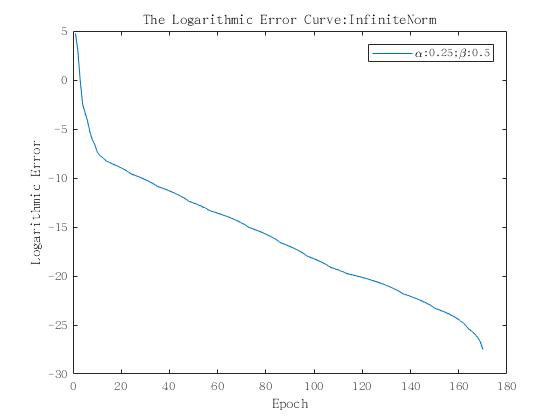 The Logarithmic Error Curve:InfiniteNorm
α:0.25;β:0.5
Logarithmic Error
5
0
-5
-10
-15
-20
-25
-30
0 20 40 60 80 100 120 140 160 180
Epoch